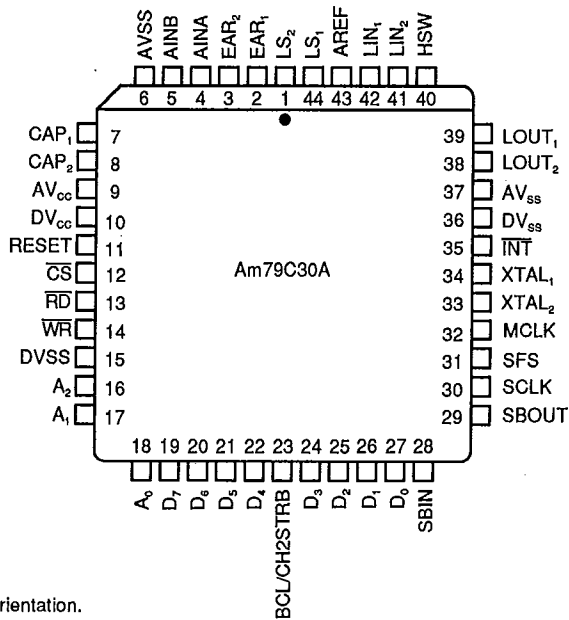 AVSS AINB AINA EAR₂ EAR₁ LS₂ LS₁ AREF LIN₁ LIN₂ HSW
6 5 4 3 2 1 44 43 42 41 40
CAP₁ 7
CAP₂ 8
AVcc 9
DVcc 10
RESET 11
C̅S̅ 12
R̅D̅ 13
W̅R̅ 14
DVSS 15
A₂ 16
A₁ 17
Am79C30A
39 LOUT₁
38 LOUT₂
37 AVss
36 DVss
35 I̅N̅T̅
34 XTAL₁
33 XTAL₂
32 MCLK
31 SFS
30 SCLK
29 SBOUT
18 19 20 21 22 23 24 25 26 27 28
A₀ D₇ D₆ D₅ D₄ BCL/CH2STRB D₃ D₂ D₁ D₀ SBIN
rientation.